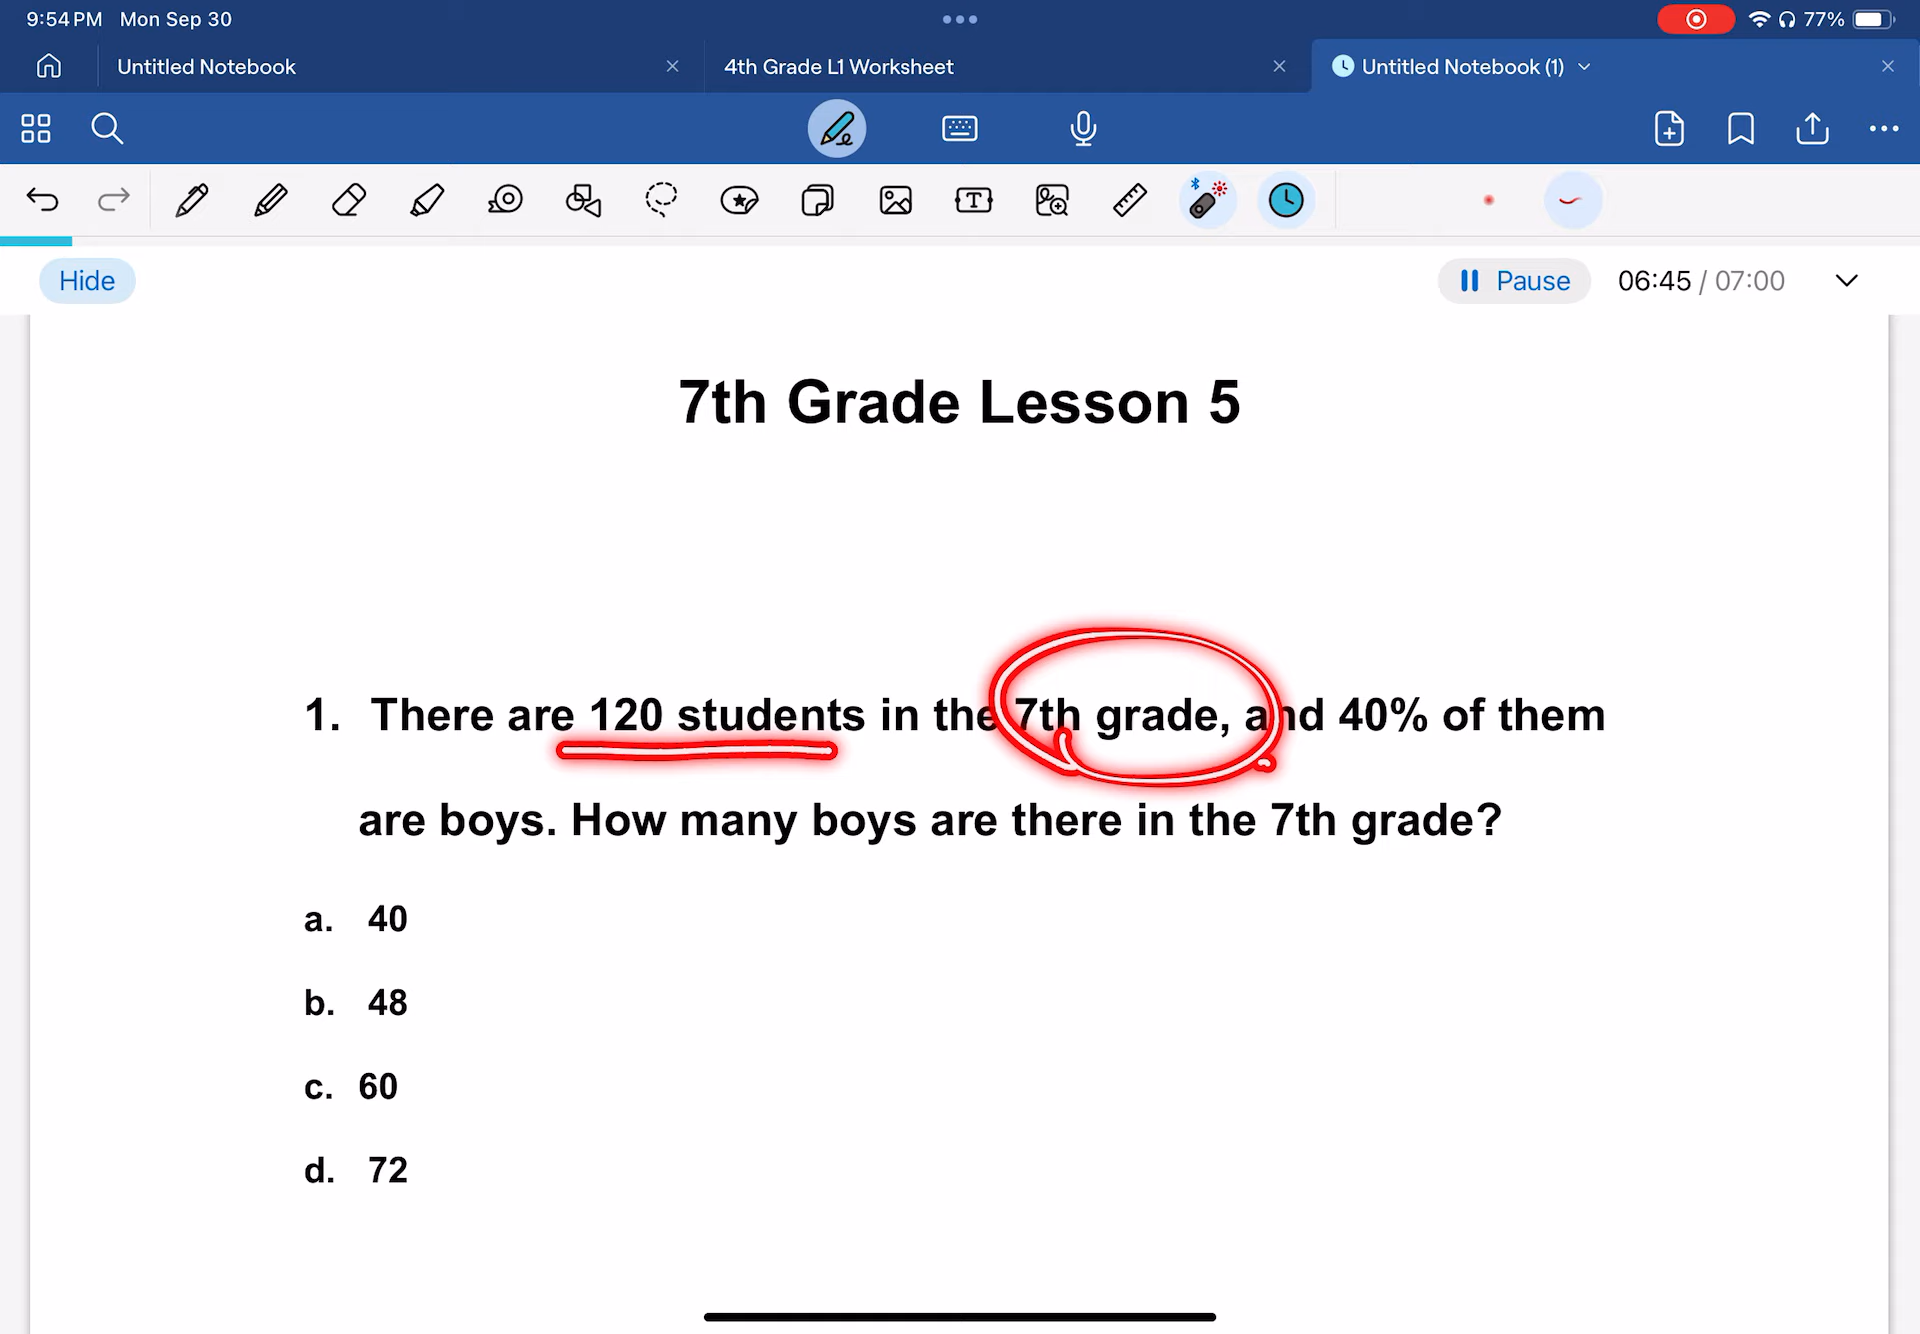 9:54 PM Mon Sep 30
77%
Untitled Notebook
4th Grade L1 Worksheet
Untitled Notebook (1)
Hide
Pause
06:45 / 07:00
7th Grade Lesson 5
1. There are 120 students in the 7th grade, and 40% of them
are boys. How many boys are there in the 7th grade?
a. 40
b. 48
c. 60
d. 72